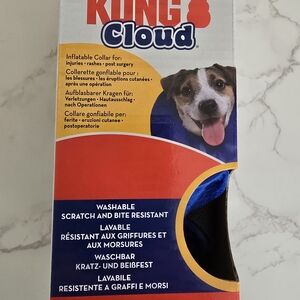 KONG
Cloud®
Inflatable Collar for:
injuries • rashes • post surgery
Collerette gonflable pour :
les blessures • les éruptions cutanées •
après une opération
Aufblasbarer Kragen für:
Verletzungen • Hautausschlag •
nach Operationen
Collare gonfiabile per:
ferite • eruzioni cutanee •
postoperatorie
WASHABLE
SCRATCH AND BITE RESISTANT
LAVABLE
RÉSISTANT AUX GRIFFURES ET
AUX MORSURES
WASCHBAR
KRATZ- UND BEIßFEST
LAVABILE
RESISTENTE A GRAFFI E MORSI